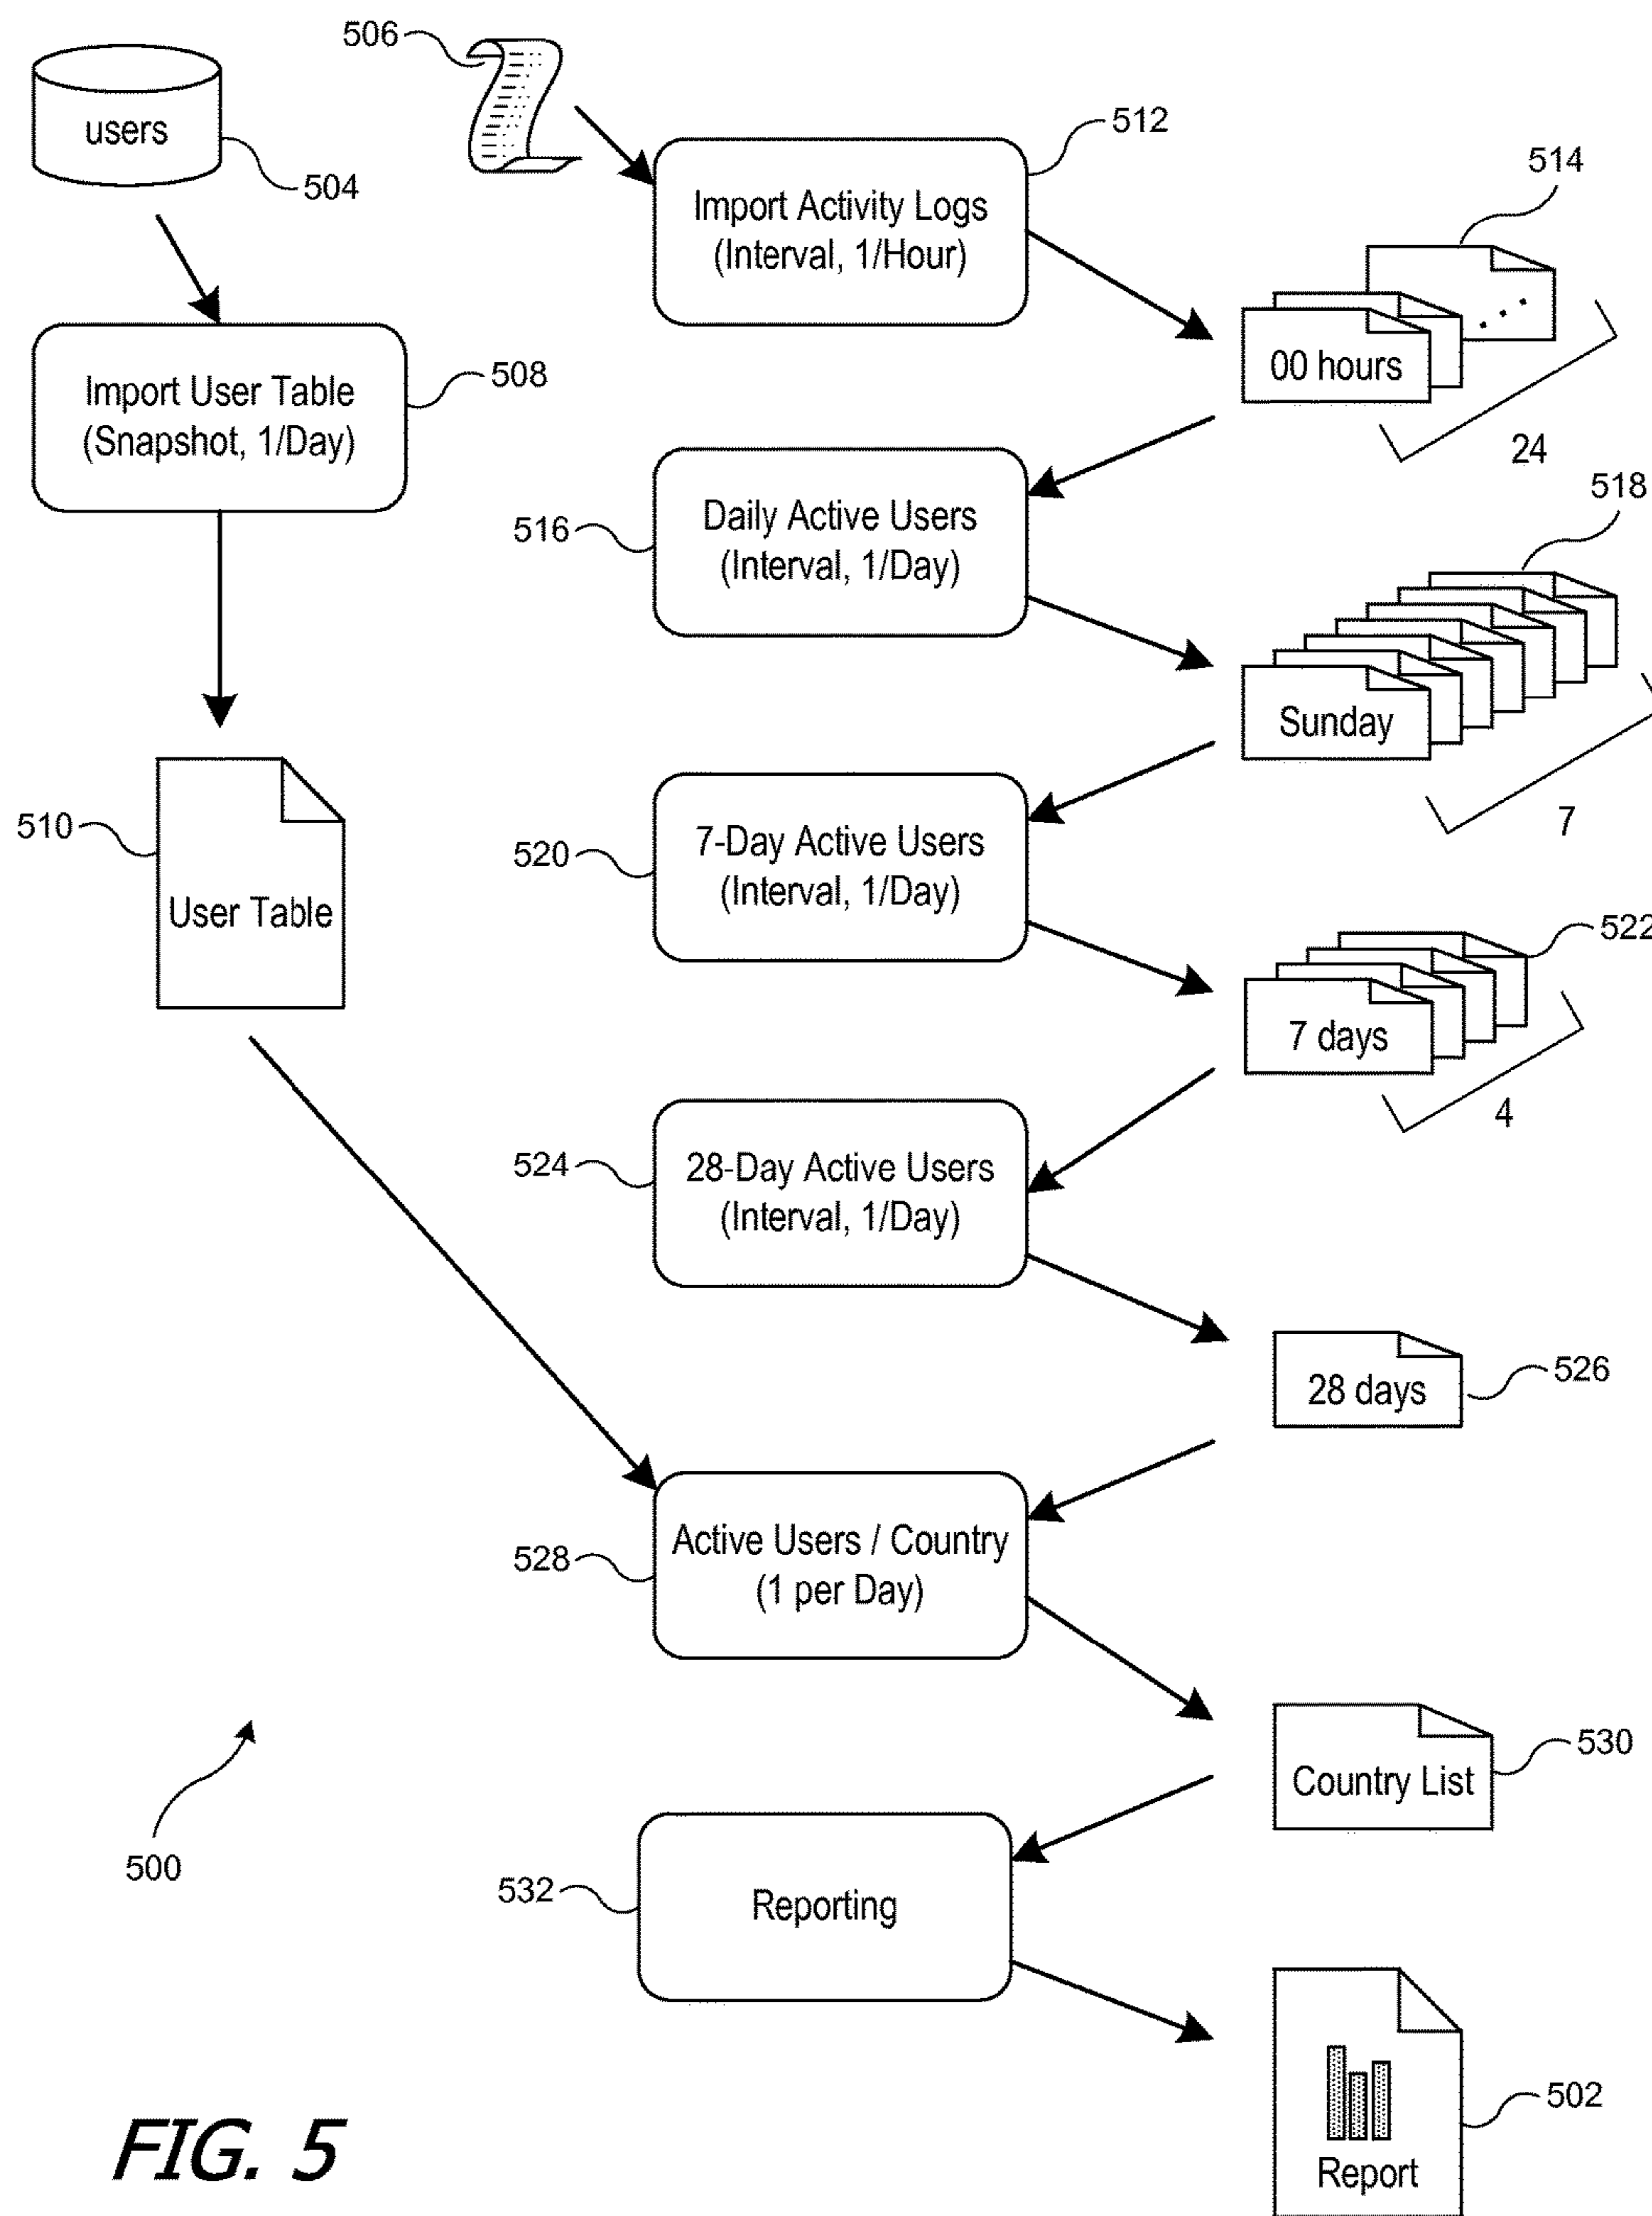 506
users
504
512
Import Activity Logs
(Interval, 1/Hour)
514
00 hours
24
Import User Table
(Snapshot, 1/Day)
508
516
Daily Active Users
(Interval, 1/Day)
518
Sunday
7
510
User Table
520
7-Day Active Users
(Interval, 1/Day)
522
7 days
4
524
28-Day Active Users
(Interval, 1/Day)
28 days
526
528
Active Users / Country
(1 per Day)
Country List
530
500
532
Reporting
502
Report
FIG. 5